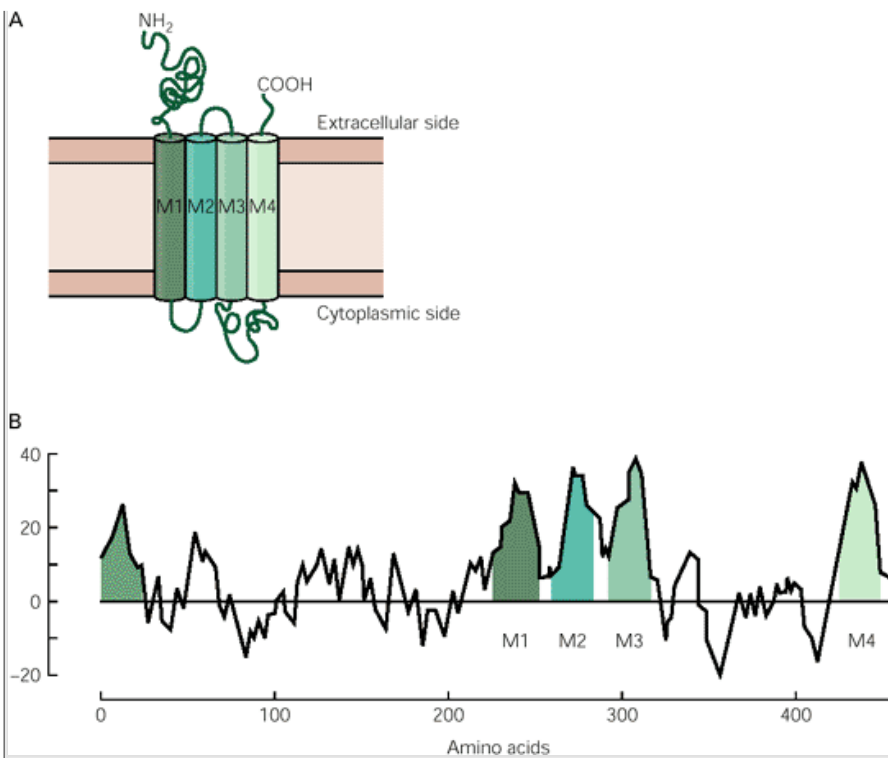 A
NH2
COOH
Extracellular side
M1 M2 M3 M4
Cytoplasmic side
B
40
20
0
–20
M1 M2 M3 M4
0 100 200 300 400
Amino acids